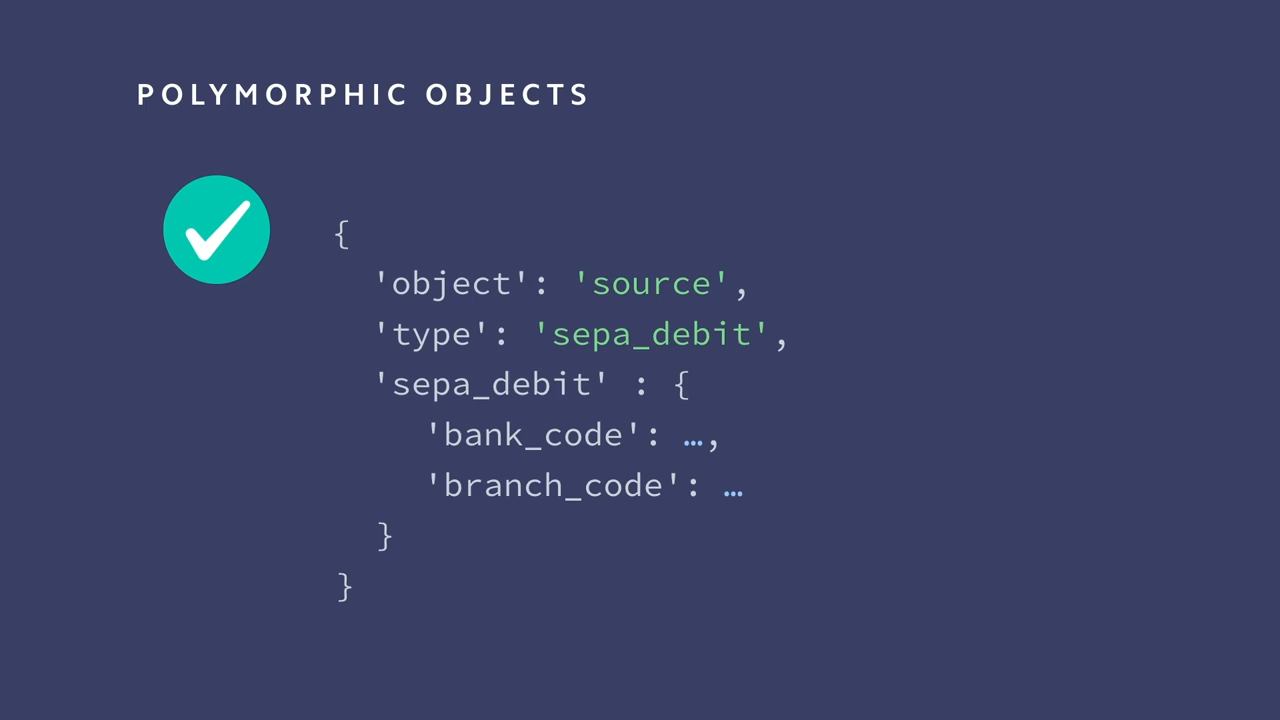 POLYMORPHIC OBJECTS
{
'object': 'source',
'type': 'sepa_debit',
'sepa_debit' : {
'bank_code': …,
'branch_code': …
}
}